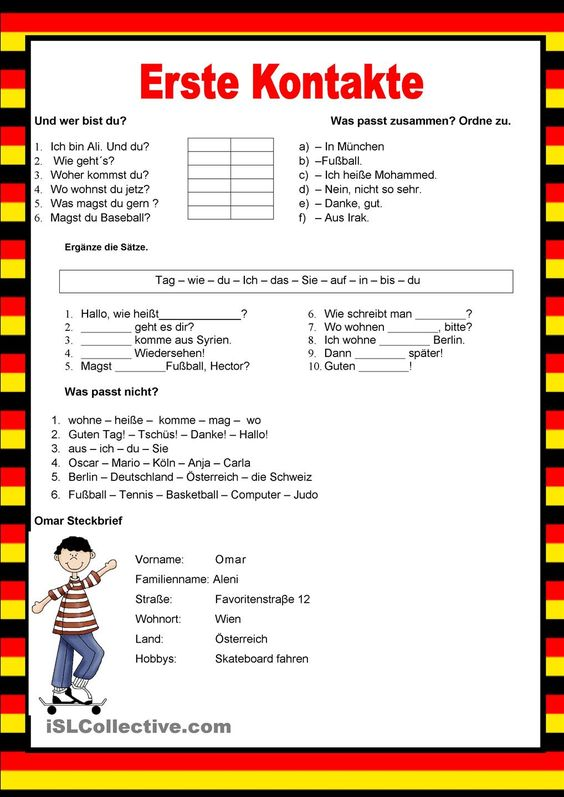 Erste Kontakte
Und wer bist du?
Was passt zusammen? Ordne zu.
1. Ich bin Ali. Und du?
2. Wie geht´s?
3. Woher kommst du?
4. Wo wohnst du jetz?
5. Was magst du gern ?
6. Magst du Baseball?
a) – In München
b) –Fußball.
c) – Ich heiße Mohammed.
d) – Nein, nicht so sehr.
e) – Danke, gut.
f) – Aus Irak.
Ergänze die Sätze.
Tag – wie – du – Ich – das – Sie – auf – in – bis – du
1. Hallo, wie heißt_____________?
2. ________ geht es dir?
3. ________ komme aus Syrien.
4. ________ Wiedersehen!
5. Magst ________Fußball, Hector?
6. Wie schreibt man ________?
7. Wo wohnen ________, bitte?
8. Ich wohne ________ Berlin.
9. Dann ________ später!
10. Guten ________!
Was passt nicht?
1. wohne – heiße – komme – mag – wo
2. Guten Tag! – Tschüs! – Danke! – Hallo!
3. aus – ich – du – Sie
4. Oscar – Mario – Köln – Anja – Carla
5. Berlin – Deutschland – Österreich – die Schweiz
6. Fußball – Tennis – Basketball – Computer – Judo
Omar Steckbrief
Vorname: Omar
Familienname: Aleni
Straße: Favoritenstraβe 12
Wohnort: Wien
Land: Österreich
Hobbys: Skateboard fahren
iSLCollective.com